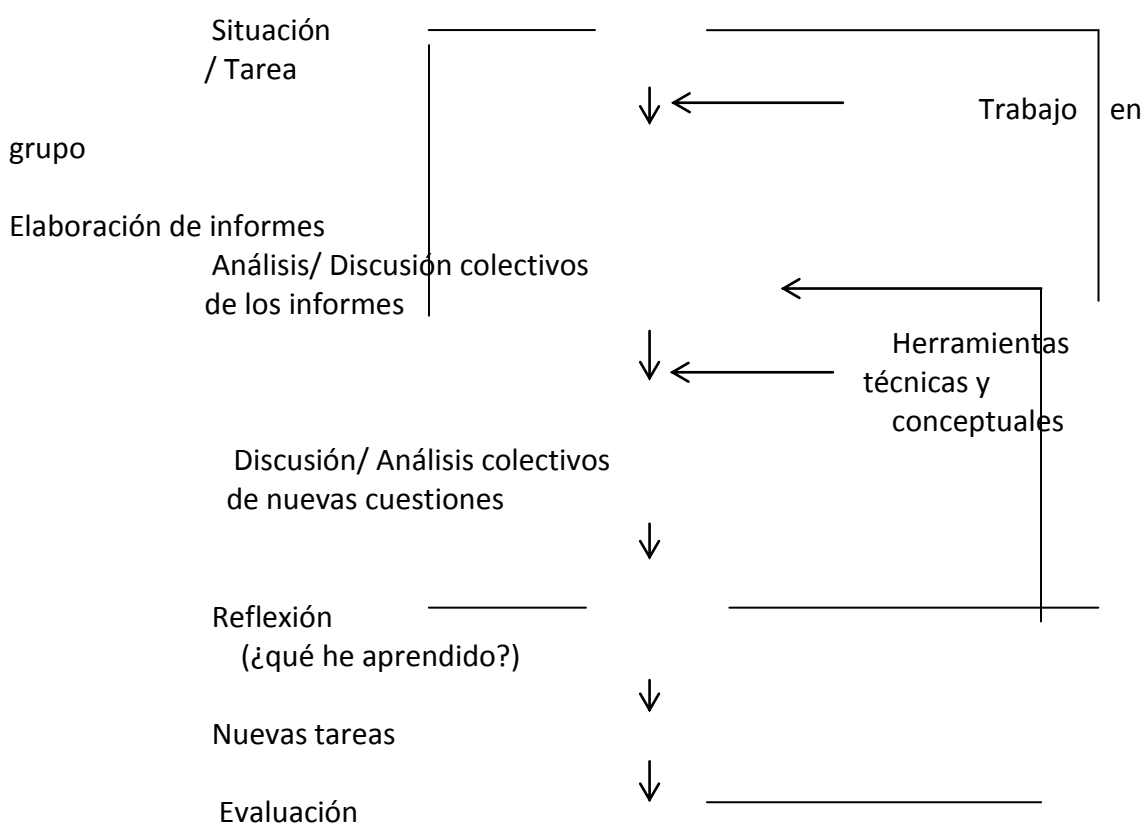 Situación
/ Tarea
Trabajo en
grupo
Elaboración de informes
Análisis/ Discusión colectivos
de los informes
Herramientas
técnicas y
conceptuales
Discusión/ Análisis colectivos
de nuevas cuestiones
Reflexión
(¿qué he aprendido?)
Nuevas tareas
Evaluación